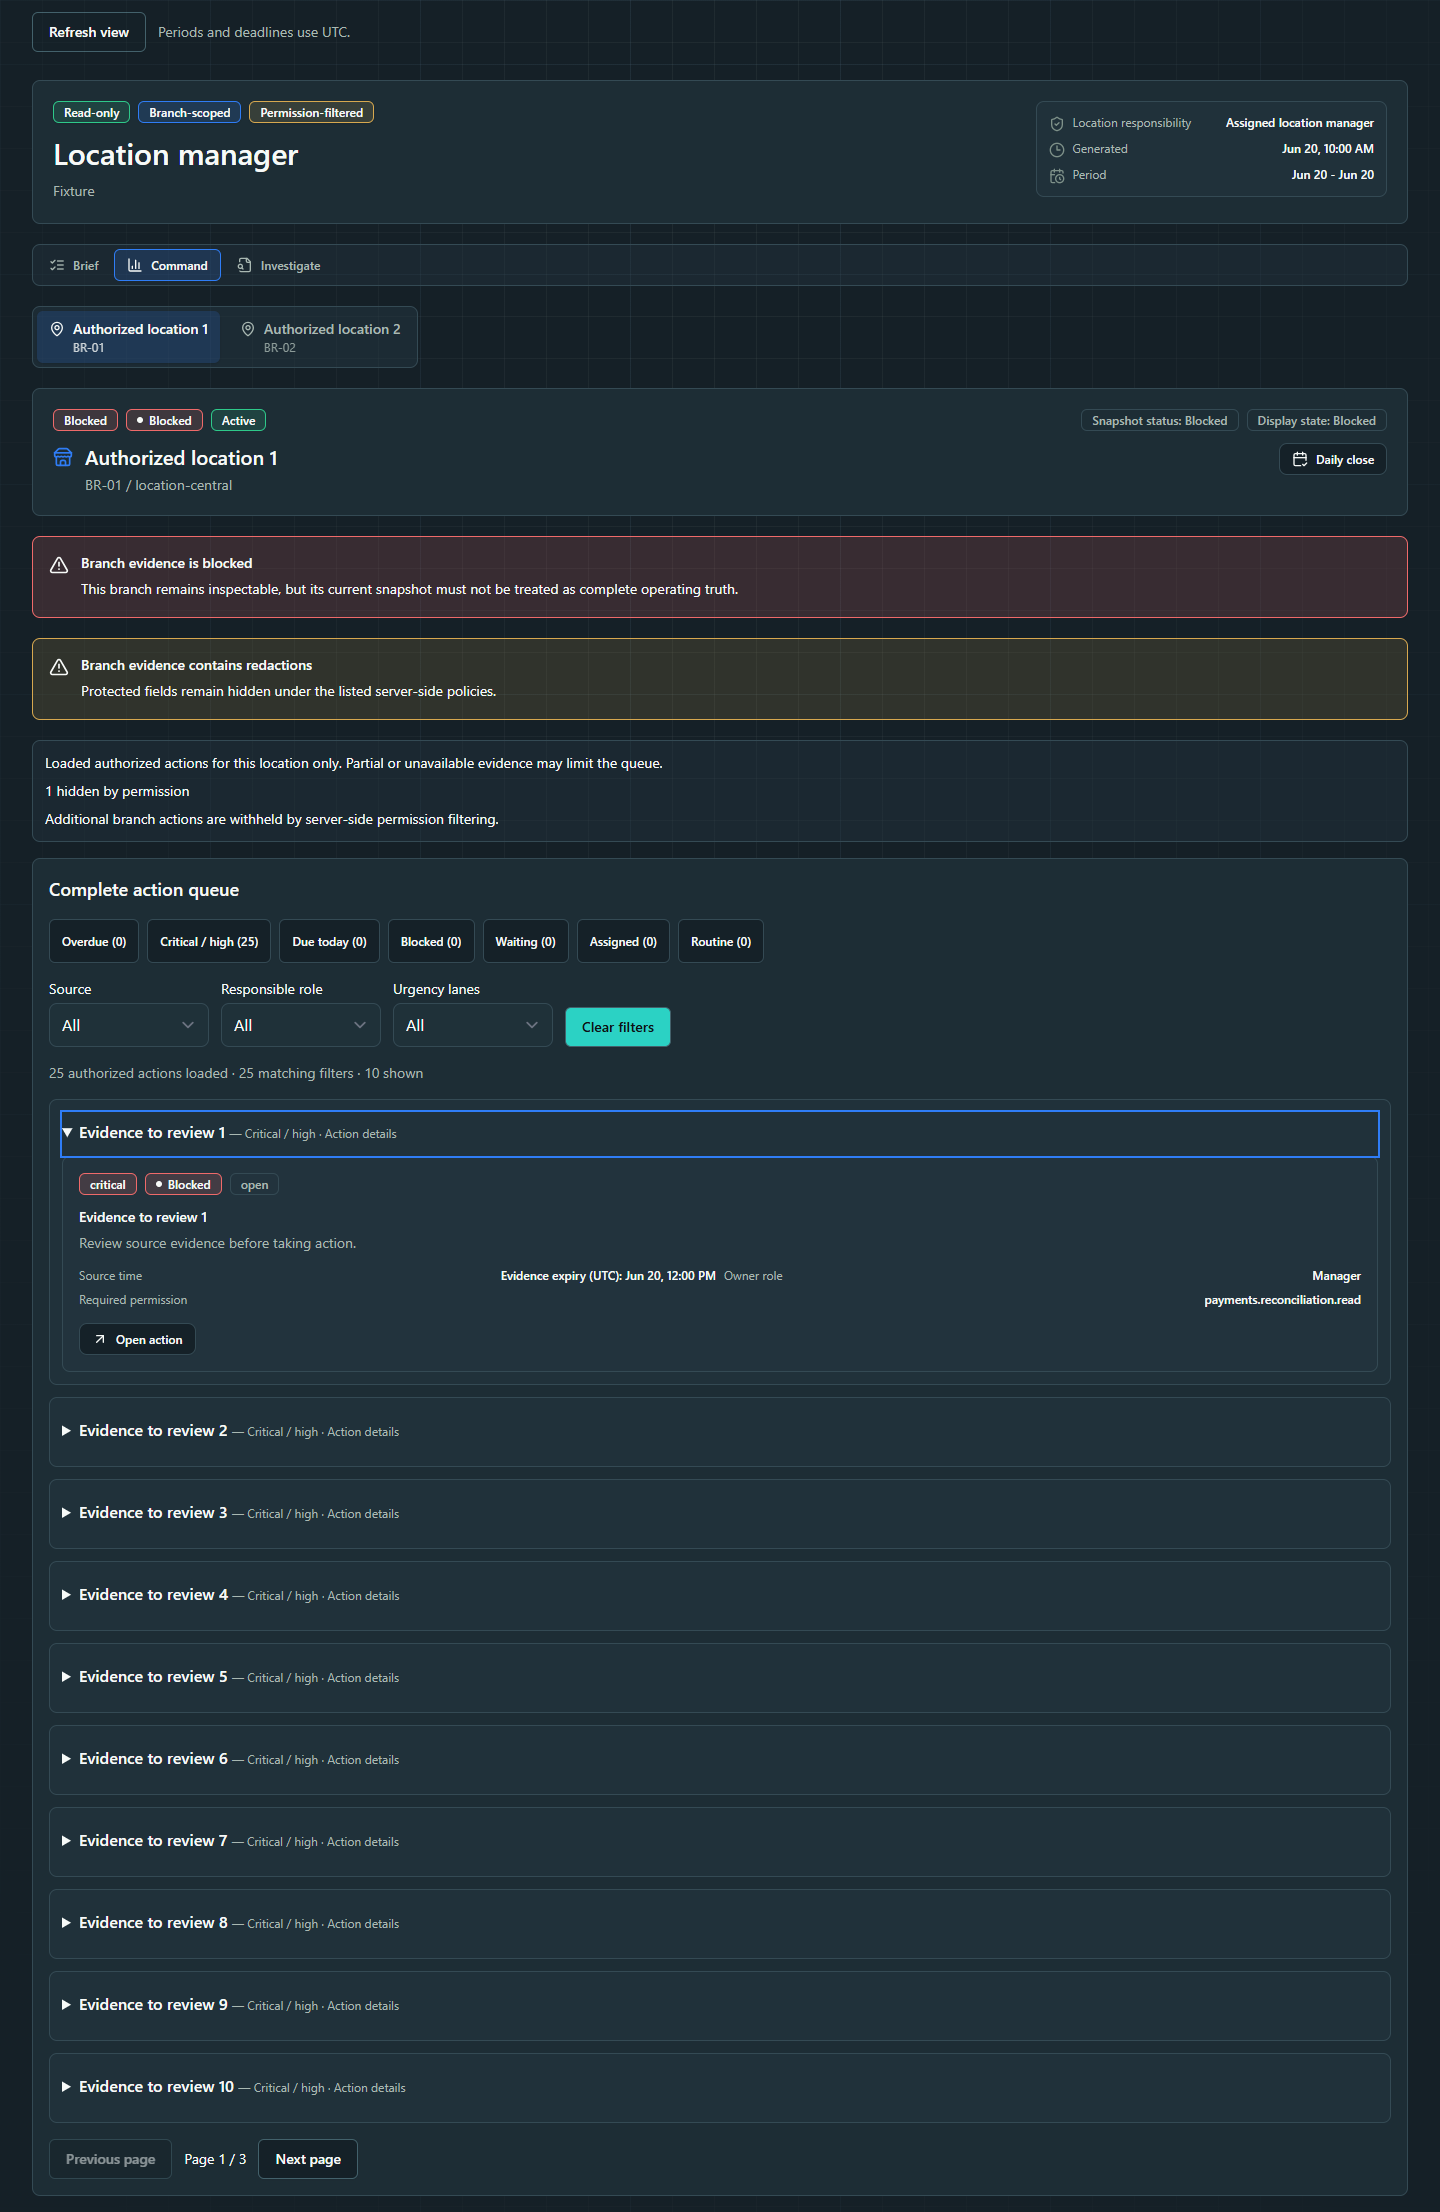 Refresh view Periods and deadlines use UTC.
Read-only Branch-scoped Permission-filtered
Location manager
Fixture
Location responsibility Assigned location manager
Generated Jun 20, 10:00 AM
Period Jun 20 - Jun 20
Brief Command Investigate
Authorized location 1
BR-01
Authorized location 2
BR-02
Blocked Blocked Active
Snapshot status: Blocked Display state: Blocked
Authorized location 1
BR-01 / location-central
Daily close
Branch evidence is blocked
This branch remains inspectable, but its current snapshot must not be treated as complete operating truth.
Branch evidence contains redactions
Protected fields remain hidden under the listed server-side policies.
Loaded authorized actions for this location only. Partial or unavailable evidence may limit the queue.
1 hidden by permission
Additional branch actions are withheld by server-side permission filtering.
Complete action queue
Overdue (0) Critical / high (25) Due today (0) Blocked (0) Waiting (0) Assigned (0) Routine (0)
Source Responsible role Urgency lanes
All All All Clear filters
25 authorized actions loaded · 25 matching filters · 10 shown
Evidence to review 1 — Critical / high · Action details
critical Blocked open
Evidence to review 1
Review source evidence before taking action.
Source time Evidence expiry (UTC): Jun 20, 12:00 PM Owner role Manager
Required permission payments.reconciliation.read
Open action
Evidence to review 2 — Critical / high · Action details
Evidence to review 3 — Critical / high · Action details
Evidence to review 4 — Critical / high · Action details
Evidence to review 5 — Critical / high · Action details
Evidence to review 6 — Critical / high · Action details
Evidence to review 7 — Critical / high · Action details
Evidence to review 8 — Critical / high · Action details
Evidence to review 9 — Critical / high · Action details
Evidence to review 10 — Critical / high · Action details
Previous page Page 1 / 3 Next page